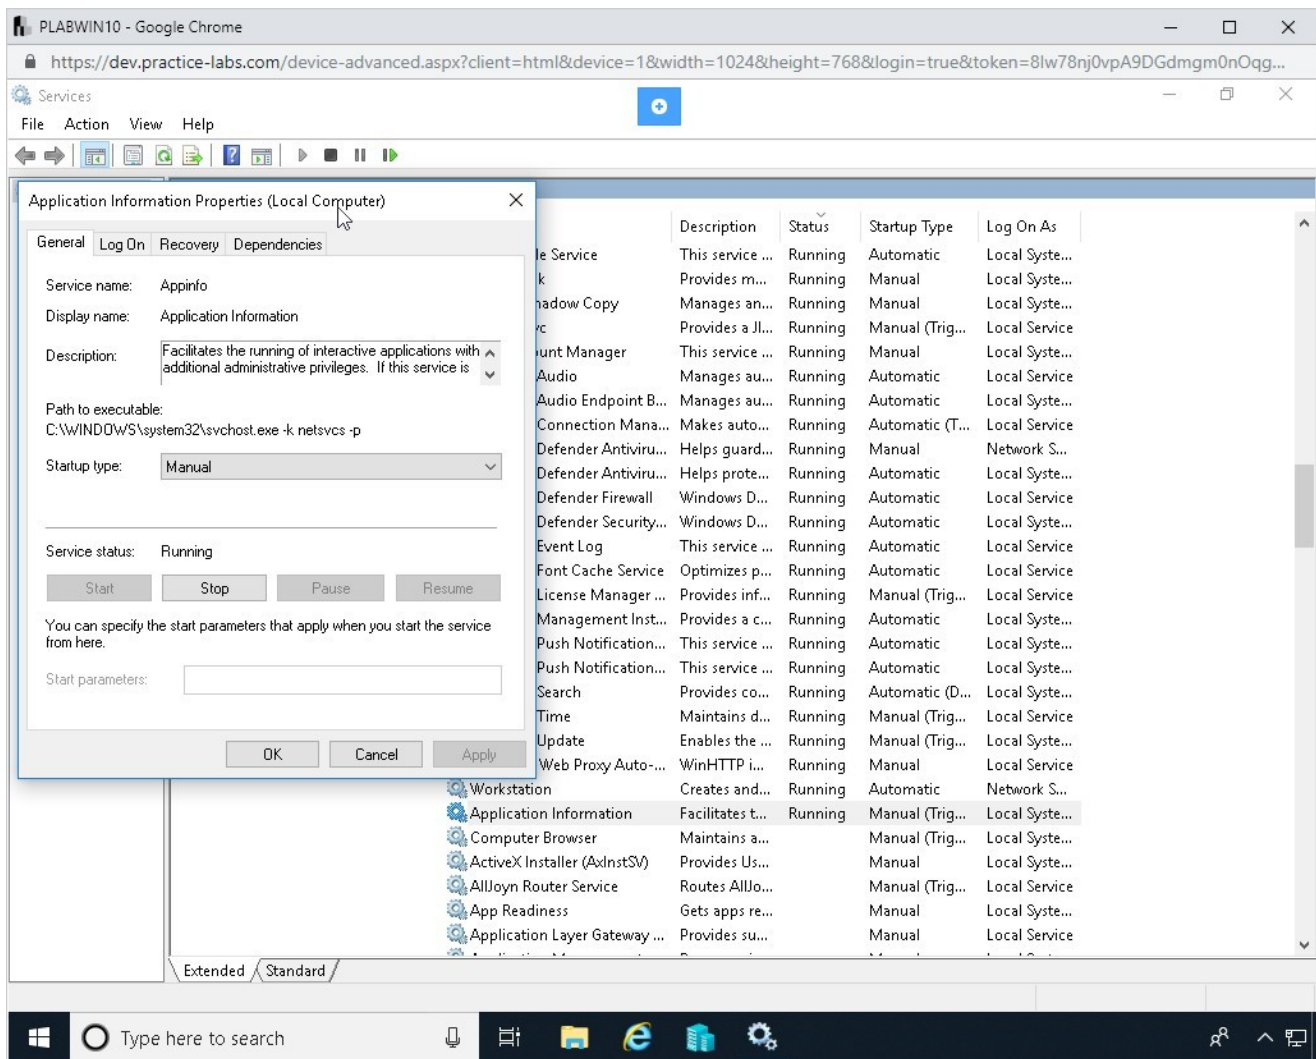 PLABWIN10 - Google Chrome
https://dev.practice-labs.com/device-advanced.aspx?client=html&device=1&width=1024&height=768&login=true&token=8lw78nj0vpA9DGdmgm0nOqg...
Services
File Action View Help
Application Information Properties (Local Computer)
General Log On Recovery Dependencies
Service name: Appinfo
Display name: Application Information
Description: Facilitates the running of interactive applications with
additional administrative privileges. If this service is
Path to executable:
C:\WINDOWS\system32\svchost.exe -k netsvcs -p
Startup type: Manual
Service status: Running
Start Stop Pause Resume
You can specify the start parameters that apply when you start the service
from here.
Start parameters:
OK Cancel Apply
Description Status Startup Type Log On As
le Service This service ... Running Automatic Local Syste...
k Provides m... Running Manual Local Syste...
hadow Copy Manages an... Running Manual Local Syste...
Provides a JI... Running Manual (Trig... Local Service
unt Manager This service ... Running Manual Local Syste...
Audio Manages au... Running Automatic Local Service
Audio Endpoint B... Manages au... Running Automatic Local Syste...
Connection Mana... Makes auto... Running Automatic (T... Local Service
Defender Antiviru... Helps guard... Running Manual Network S...
Defender Antiviru... Helps prote... Running Automatic Local Syste...
Defender Firewall Windows D... Running Automatic Local Service
Defender Security... Windows D... Running Automatic Local Syste...
Event Log This service ... Running Automatic Local Service
Font Cache Service Optimizes p... Running Automatic Local Service
License Manager ... Provides inf... Running Manual (Trig... Local Service
Management Inst... Provides a c... Running Automatic Local Syste...
Push Notification... This service ... Running Automatic Local Syste...
Push Notification... This service ... Running Automatic Local Syste...
Search Provides co... Running Automatic (D... Local Syste...
Time Maintains d... Running Manual (Trig... Local Service
Update Enables the ... Running Manual (Trig... Local Syste...
Web Proxy Auto-... WinHTTP i... Running Manual Local Service
Workstation Creates and... Running Automatic Network S...
Application Information Facilitates t... Running Manual (Trig... Local Syste...
Computer Browser Maintains a... Manual (Trig... Local Syste...
ActiveX Installer (AxInstSV) Provides Us... Manual Local Syste...
AllJoyn Router Service Routes AllJo... Manual (Trig... Local Service
App Readiness Gets apps re... Manual Local Syste...
Application Layer Gateway ... Provides su... Manual Local Service
Extended Standard
Type here to search